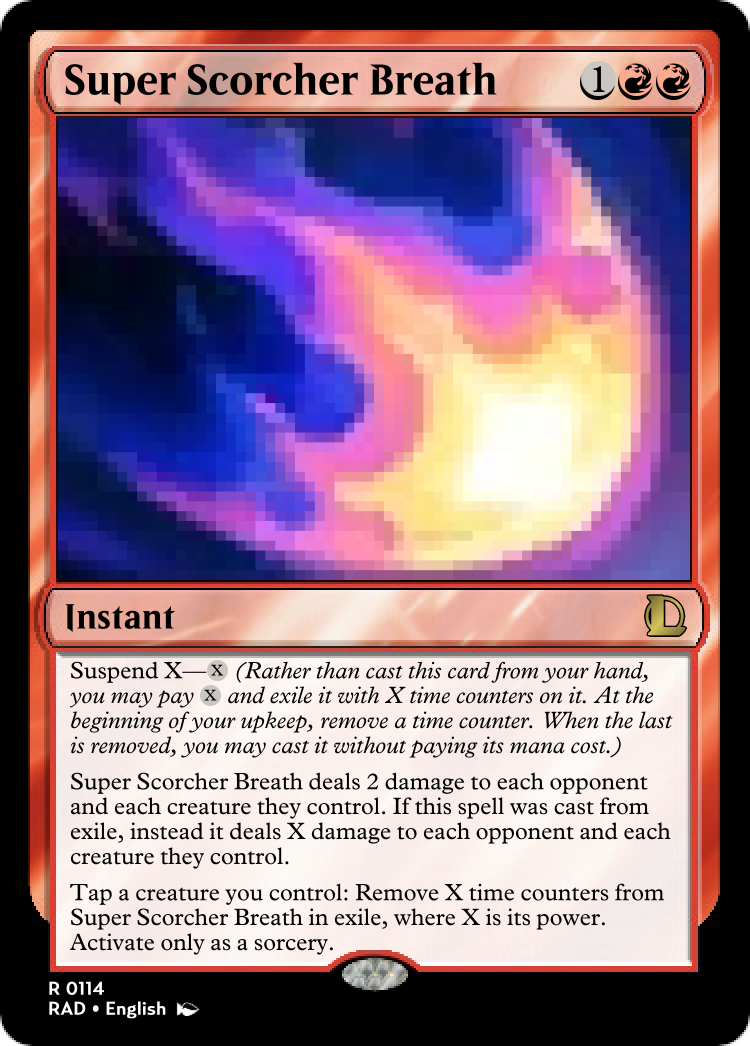 Super Scorcher Breath 1
Instant
Suspend X—X (Rather than cast this card from your hand,
you may pay X and exile it with X time counters on it. At the
beginning of your upkeep, remove a time counter. When the last
is removed, you may cast it without paying its mana cost.)
Super Scorcher Breath deals 2 damage to each opponent
and each creature they control. If this spell was cast from
exile, instead it deals X damage to each opponent and each
creature they control.
Tap a creature you control: Remove X time counters from
Super Scorcher Breath in exile, where X is its power.
Activate only as a sorcery.
R 0114
RAD • English